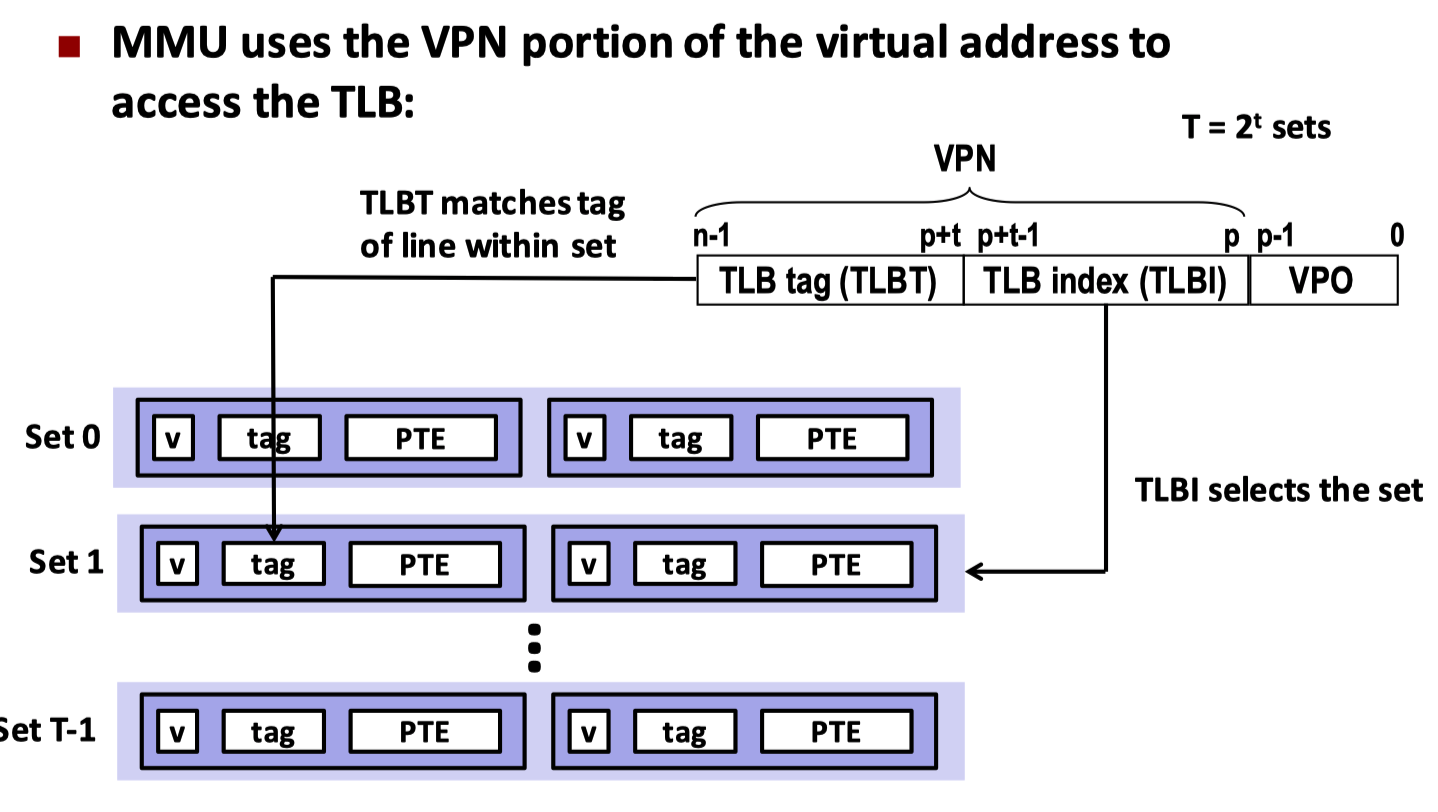 ■ MMU uses the VPN portion of the virtual address to
access the TLB:
T = 2ᵗ sets
VPN
TLBT matches tag
of line within set
n-1 p+t p+t-1 p p-1 0
TLB tag (TLBT) TLB index (TLBI) VPO
Set 0 v tag PTE v tag PTE
TLBI selects the set
Set 1 v tag PTE v tag PTE
Set T-1 v tag PTE v tag PTE